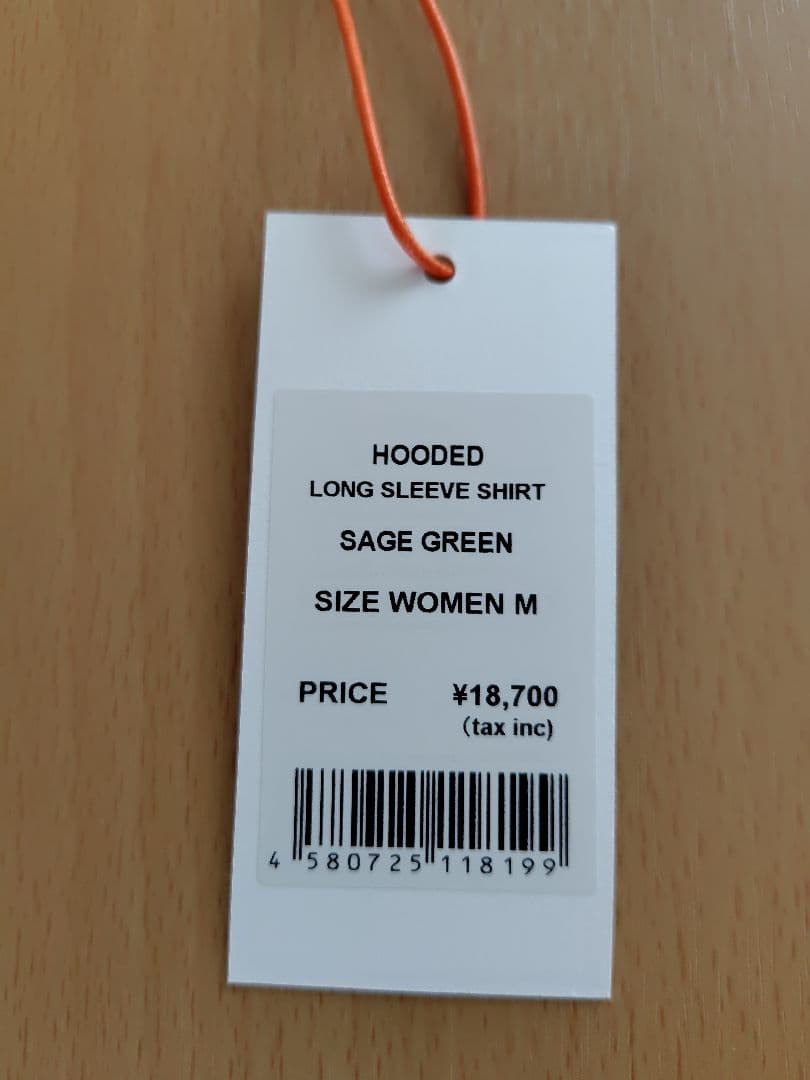 HOODED
LONG SLEEVE SHIRT
SAGE GREEN
SIZE WOMEN M
PRICE ¥18,700
(tax inc)
4 580725 118199